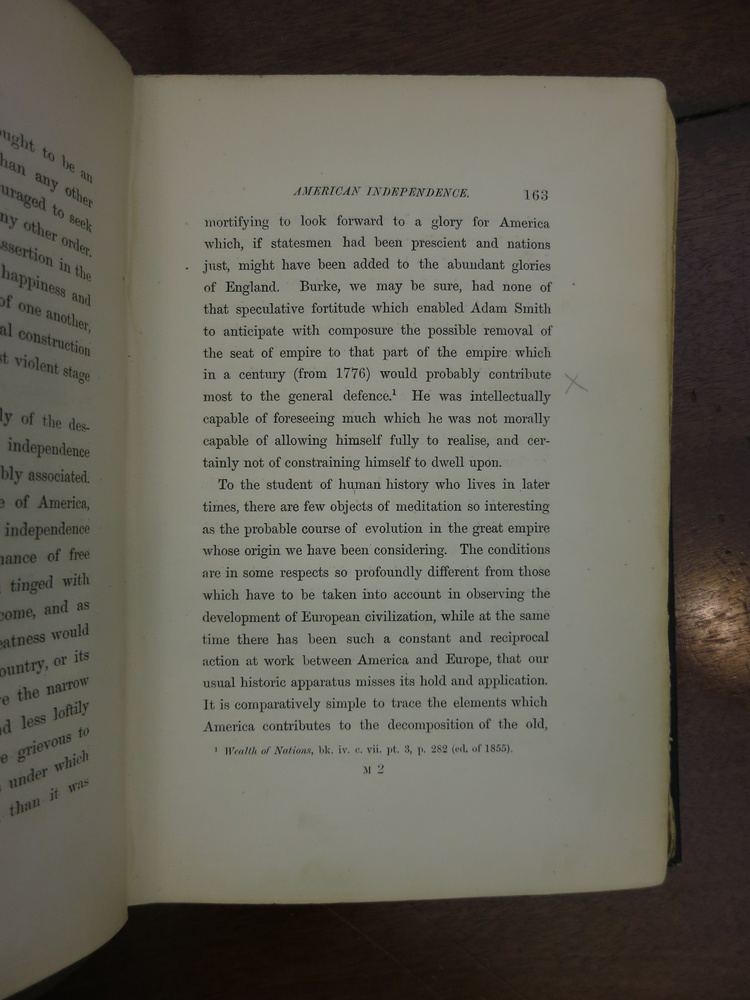 ought to be an
than any other
uraged to seek
ny other order.
ssertion in the
happiness and
of one another,
al construction
st violent stage
ly of the des-
independence
bly associated.
e of America,
independence
nance of free
tinged with
come, and as
eatness would
ountry, or its
e the narrow
d less loftily
e grievous to
under which
than it was
AMERICAN INDEPENDENCE. 163
mortifying to look forward to a glory for America
which, if statesmen had been prescient and nations
just, might have been added to the abundant glories
of England. Burke, we may be sure, had none of
that speculative fortitude which enabled Adam Smith
to anticipate with composure the possible removal of
the seat of empire to that part of the empire which
in a century (from 1776) would probably contribute
most to the general defence.¹ He was intellectually
capable of foreseeing much which he was not morally
capable of allowing himself fully to realise, and cer-
tainly not of constraining himself to dwell upon.
To the student of human history who lives in later
times, there are few objects of meditation so interesting
as the probable course of evolution in the great empire
whose origin we have been considering. The conditions
are in some respects so profoundly different from those
which have to be taken into account in observing the
development of European civilization, while at the same
time there has been such a constant and reciprocal
action at work between America and Europe, that our
usual historic apparatus misses its hold and application.
It is comparatively simple to trace the elements which
America contributes to the decomposition of the old,
¹ Wealth of Nations, bk. iv. c. vii. pt. 3, p. 282 (ed. of 1855).
M 2